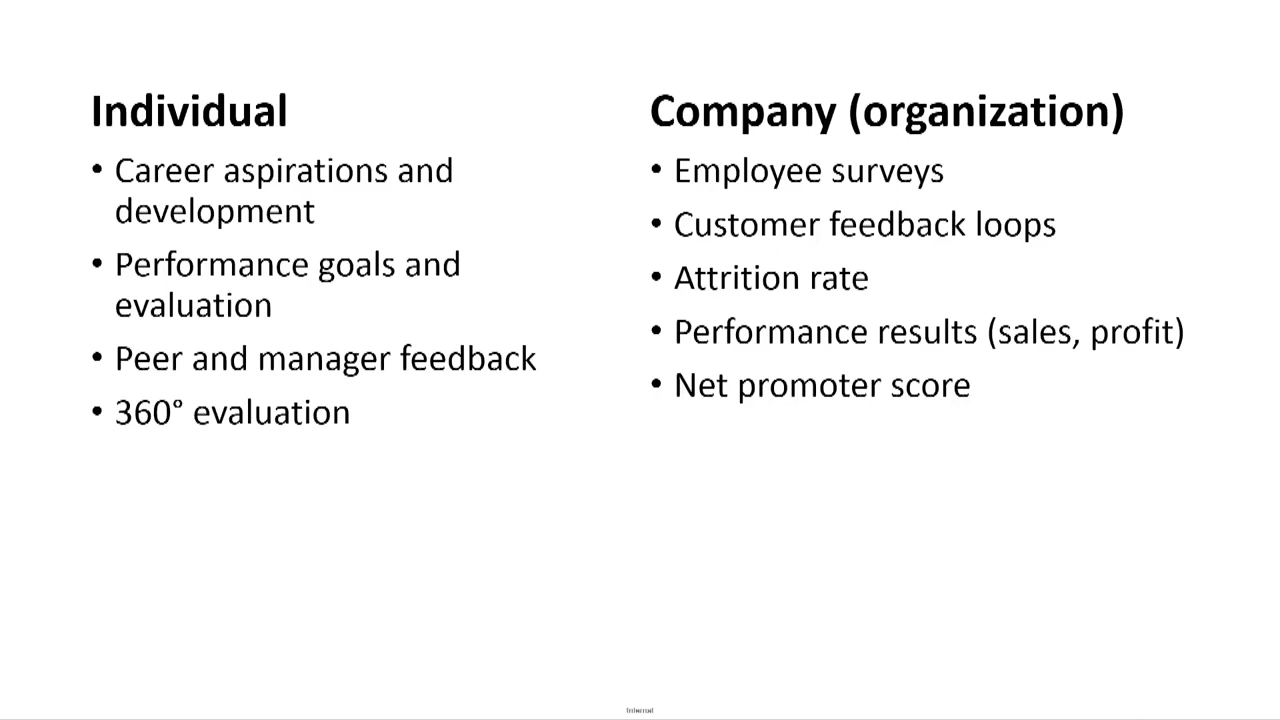 Individual
• Career aspirations and
development
• Performance goals and
evaluation
• Peer and manager feedback
• 360° evaluation
Company (organization)
• Employee surveys
• Customer feedback loops
• Attrition rate
• Performance results (sales, profit)
• Net promoter score
Internal